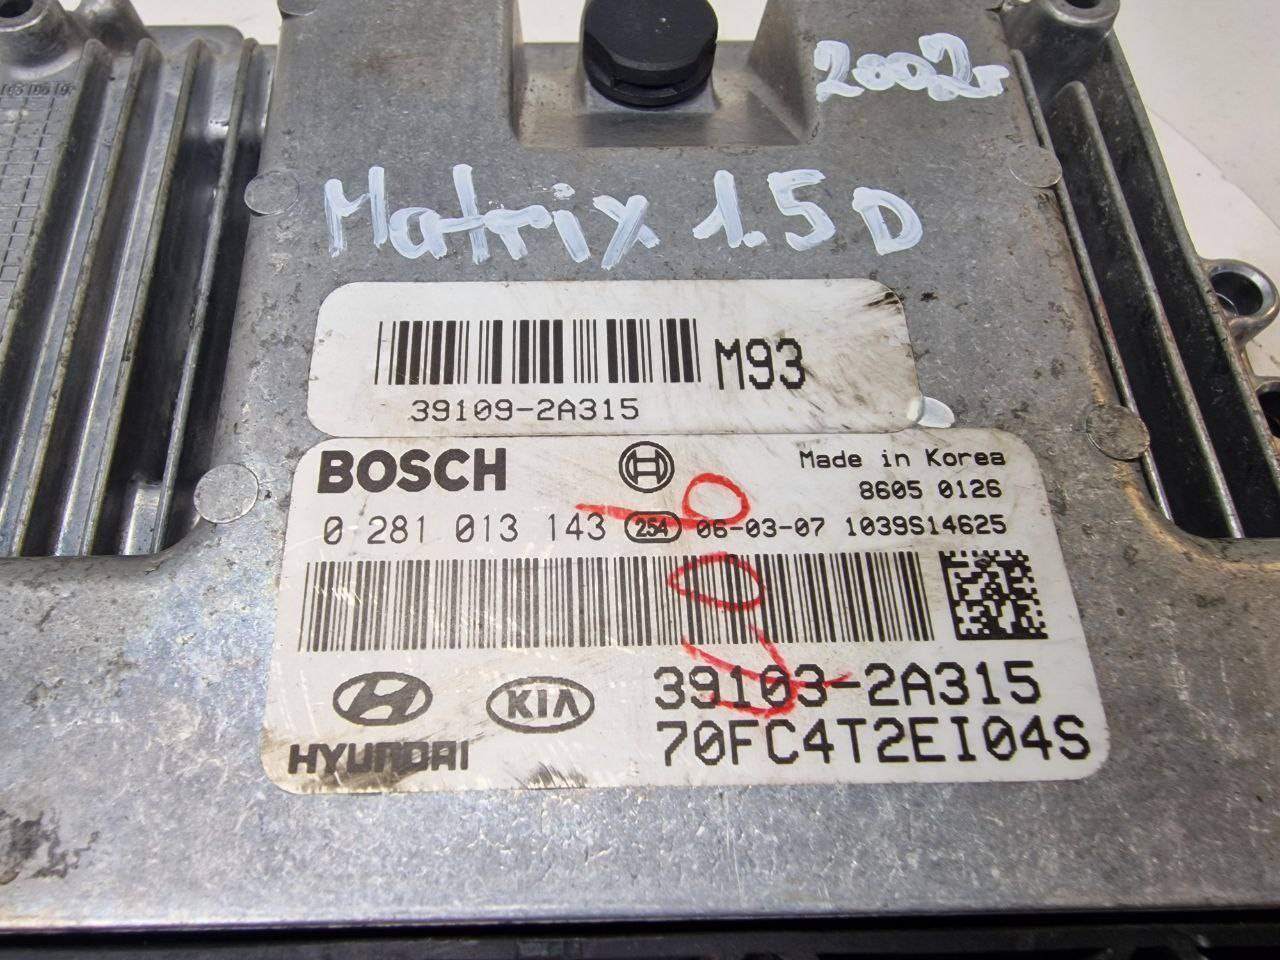 2002r
Matrix 1.5 D
M93
39109-2A315
BOSCH
Made in Korea
8605 0126
0 281 013 143 254 06-03-07 1039S14625
KIA
39103-2A315
HYUNDAI
70FC4T2EI04S